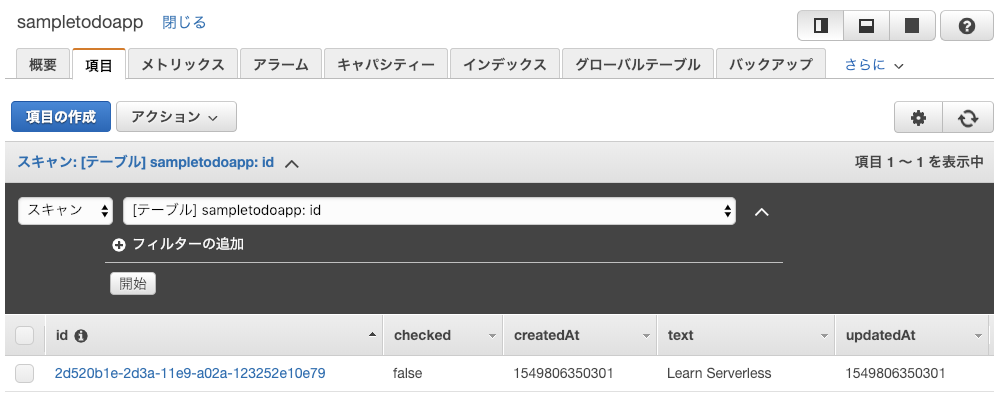 sampletodoapp 閉じる
概要 項目 メトリックス アラーム キャパシティー インデックス グローバルテーブル バックアップ さらに
項目の作成 アクション
スキャン: [テーブル] sampletodoapp: id 項目 1 〜 1 を表示中
スキャン [テーブル] sampletodoapp: id
フィルターの追加
開始
id checked createdAt text updatedAt
2d520b1e-2d3a-11e9-a02a-123252e10e79 false 1549806350301 Learn Serverless 1549806350301